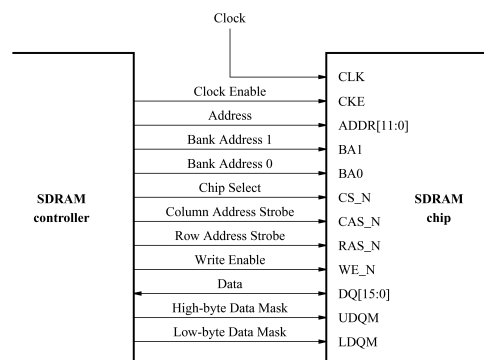 Clock
CLK
Clock Enable
CKE
Address
ADDR[11:0]
Bank Address 1
BA1
Bank Address 0
BA0
Chip Select
CS_N
Column Address Strobe
CAS_N
Row Address Strobe
RAS_N
Write Enable
WE_N
Data
DQ[15:0]
High-byte Data Mask
UDQM
Low-byte Data Mask
LDQM
SDRAM
controller
SDRAM
chip